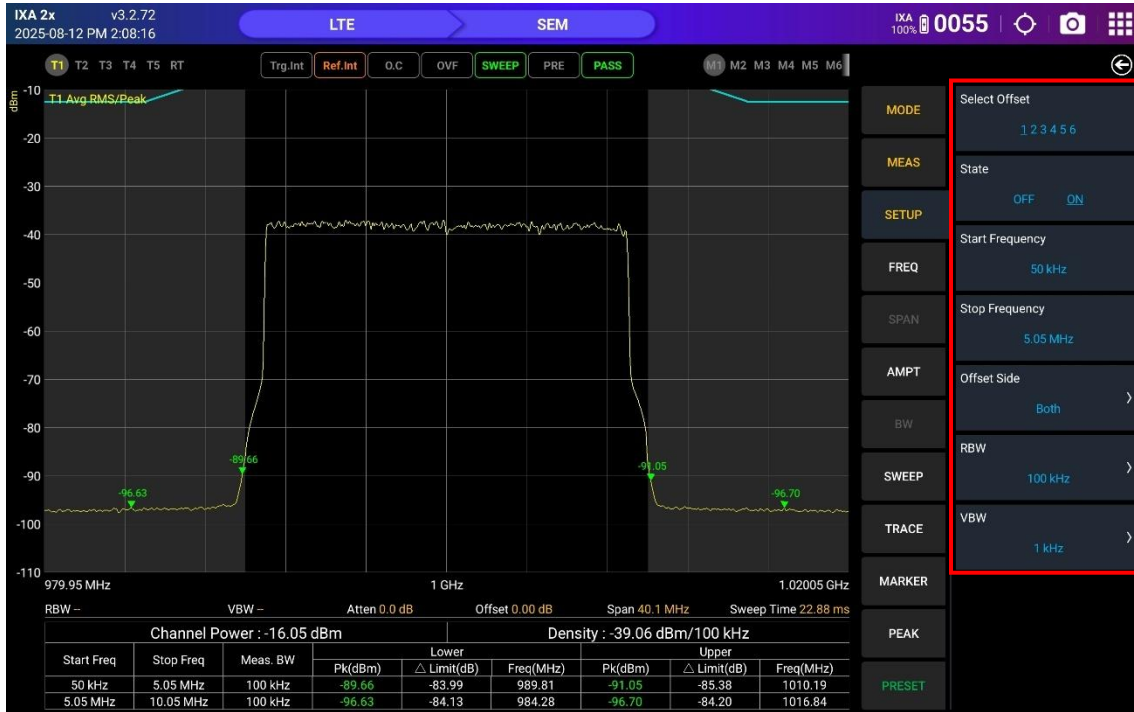 IXA 2x v3.2.72
2025-08-12 PM 2:08:16
LTE SEM
IXA 100% 0055
T1 T2 T3 T4 T5 RT Trg.Int Ref.Int O.C OVF SWEEP PRE PASS M1 M2 M3 M4 M5 M6
dBm
T1 Avg RMS/Peak
-10
-20
-30
-40
-50
-60
-70
-80
-90
-100
-110
-89.66
-91.05
-96.63
-96.70
979.95 MHz 1 GHz 1.02005 GHz
RBW -- VBW -- Atten 0.0 dB Offset 0.00 dB Span 40.1 MHz Sweep Time 22.88 ms
Channel Power : -16.05 dBm Density : -39.06 dBm/100 kHz
Start Freq Stop Freq Meas. BW Lower Upper
Pk(dBm) △ Limit(dB) Freq(MHz) Pk(dBm) △ Limit(dB) Freq(MHz)
50 kHz 5.05 MHz 100 kHz -89.66 -83.99 989.81 -91.05 -85.38 1010.19
5.05 MHz 10.05 MHz 100 kHz -96.63 -84.13 984.28 -96.70 -84.20 1016.84
MODE
MEAS
SETUP
FREQ
SPAN
AMPT
BW
SWEEP
TRACE
MARKER
PEAK
PRESET
Select Offset
1 2 3 4 5 6
State
OFF ON
Start Frequency
50 kHz
Stop Frequency
5.05 MHz
Offset Side
Both
RBW
100 kHz
VBW
1 kHz